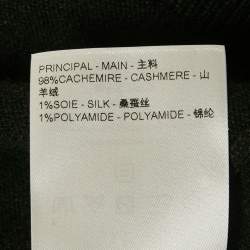 PRINCIPAL - MAIN - 主料
98%CACHEMIRE - CASHMERE - 山
羊绒
1%SOIE - SILK - 桑蚕丝
1%POLYAMIDE - POLYAMIDE - 锦纶